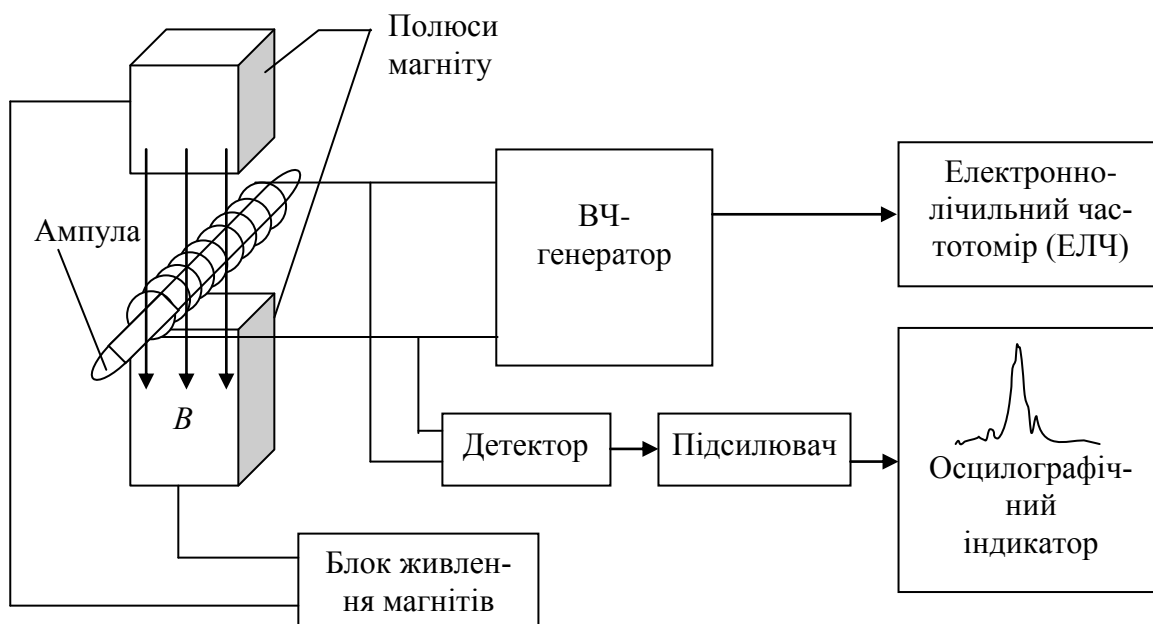 Полюси
магніту
Ампула
ВЧ-
генератор
Електронно-
лічильний час-
тотомір (ЕЛЧ)
B
Детектор
Підсилювач
Осцилографіч-
ний
індикатор
Блок живлен-
ня магнітів